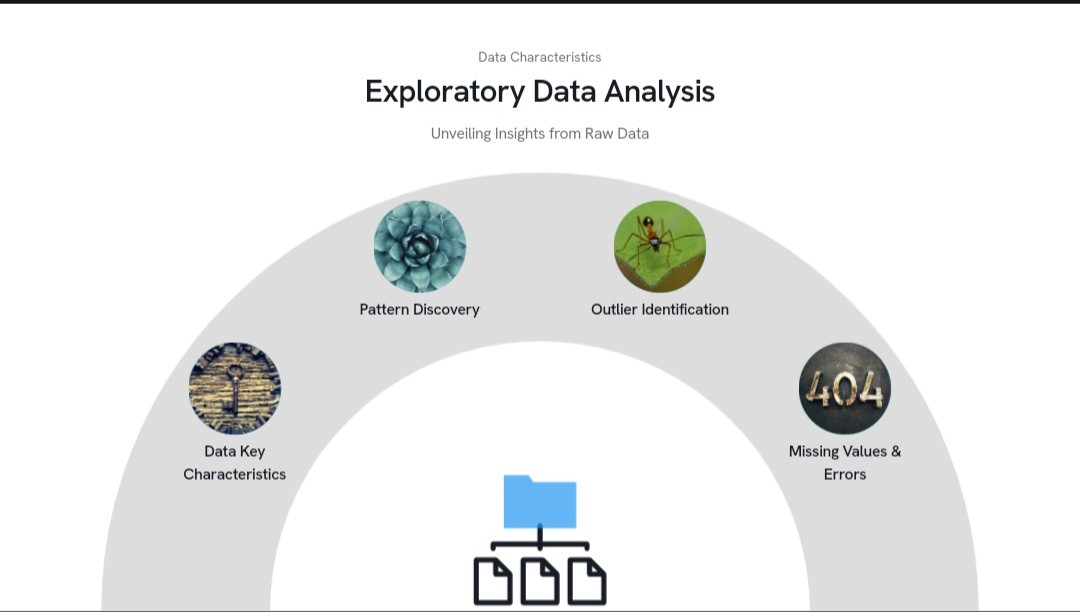 Data Characteristics
Exploratory Data Analysis
Unveiling Insights from Raw Data
Pattern Discovery
Outlier Identification
404
Data Key
Characteristics
Missing Values &
Errors